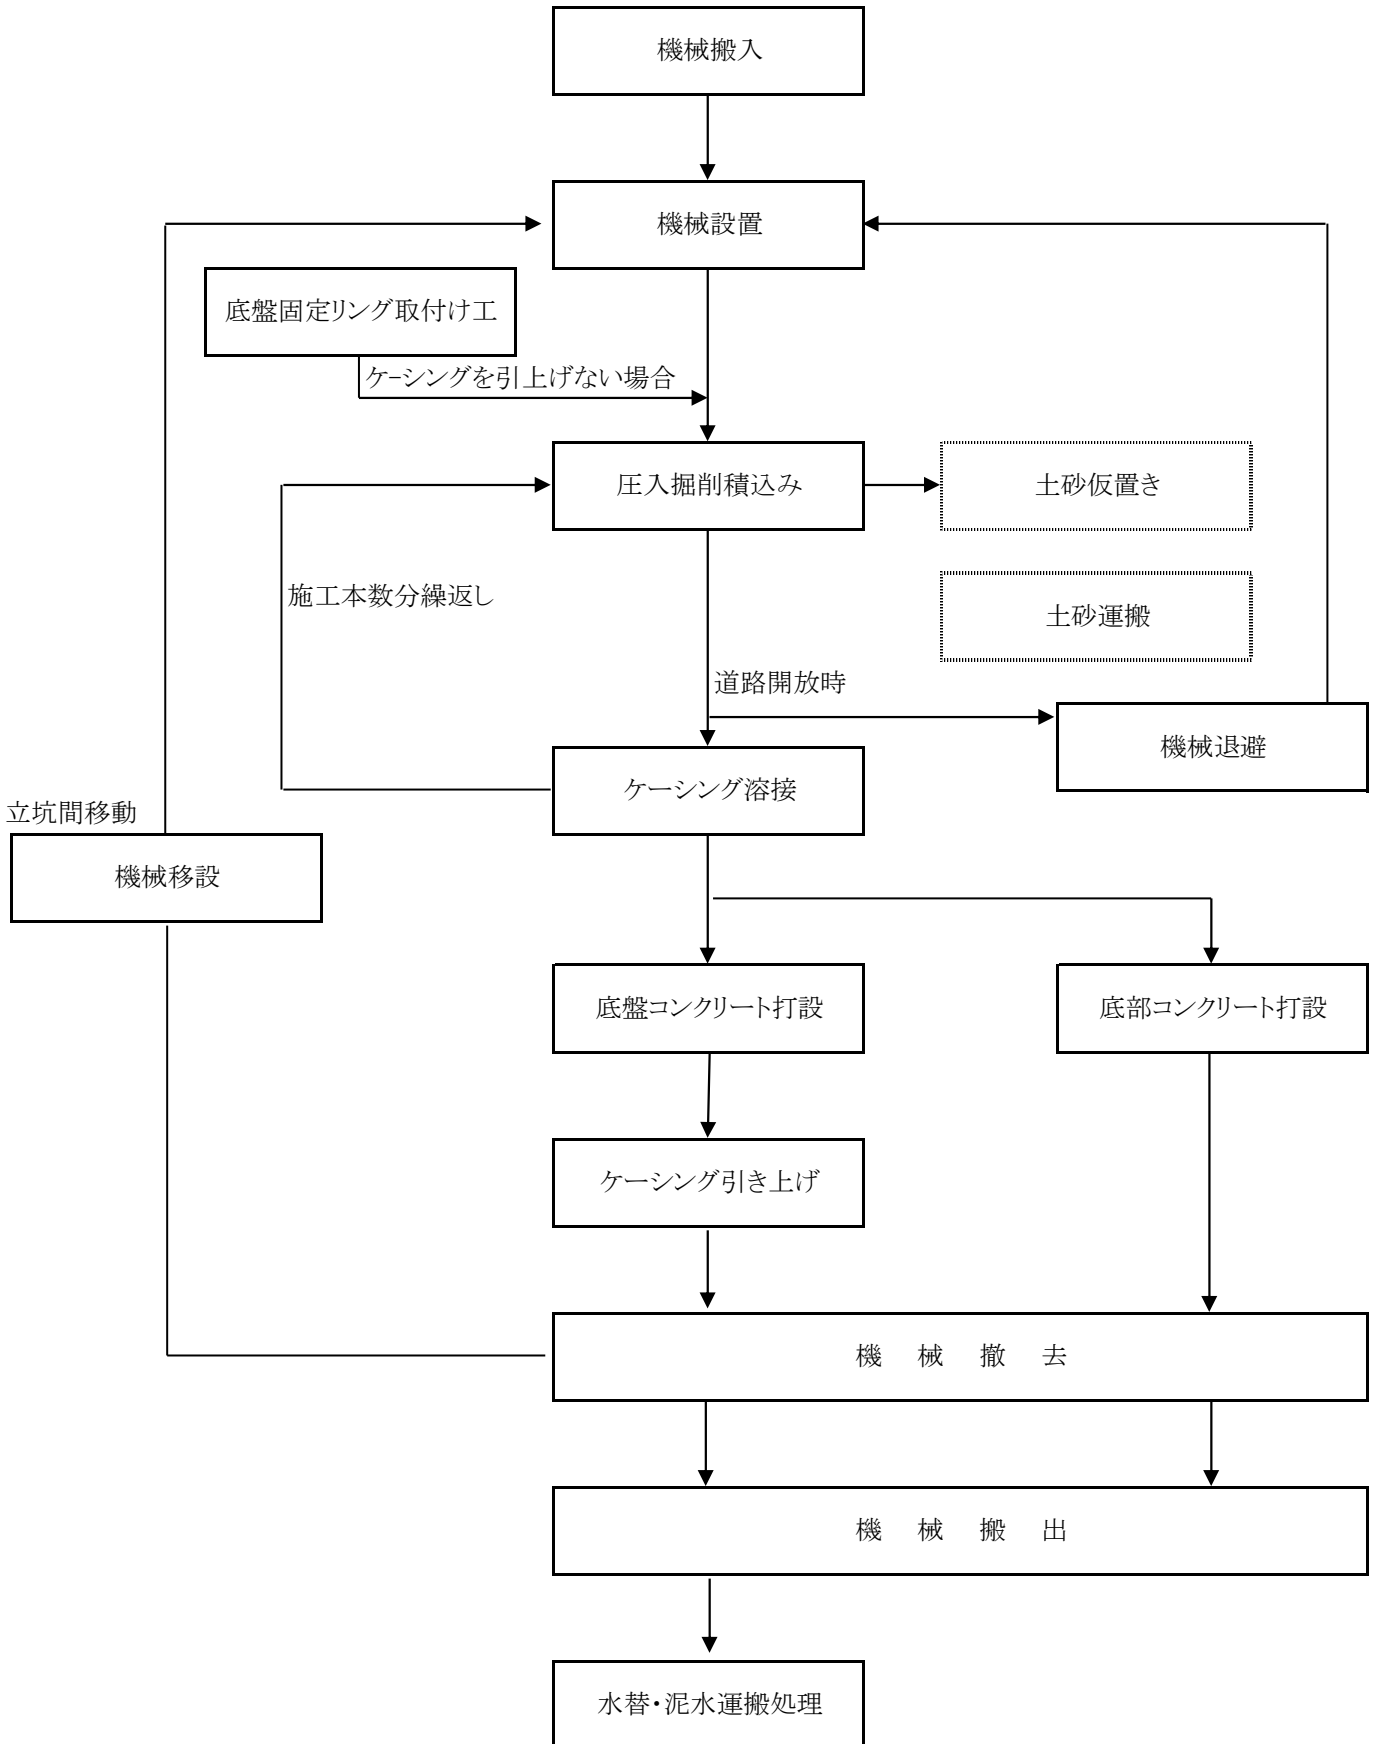 機械搬入
機械設置
底盤固定リング取付け工
ケｰシングを引上げない場合
圧入掘削積込み
土砂仮置き
施工本数分繰返し
土砂運搬
道路開放時
機械退避
ケーシング溶接
立坑間移動
機械移設
底盤コンクリート打設
底部コンクリート打設
ケーシング引き上げ
機　械　撤　去
機　械　搬　出
水替・泥水運搬処理